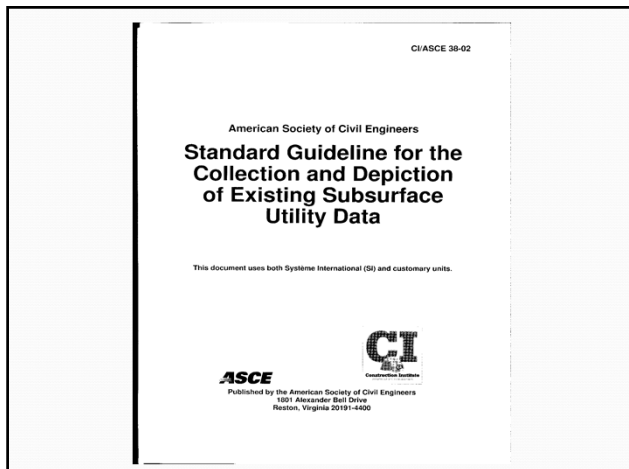 CI/ASCE 38-02
American Society of Civil Engineers
Standard Guideline for the
Collection and Depiction
of Existing Subsurface
Utility Data
This document uses both Système International (SI) and customary units.
CI
Construction Institute
ASCE
Published by the American Society of Civil Engineers
1801 Alexander Bell Drive
Reston, Virginia 20191-4400